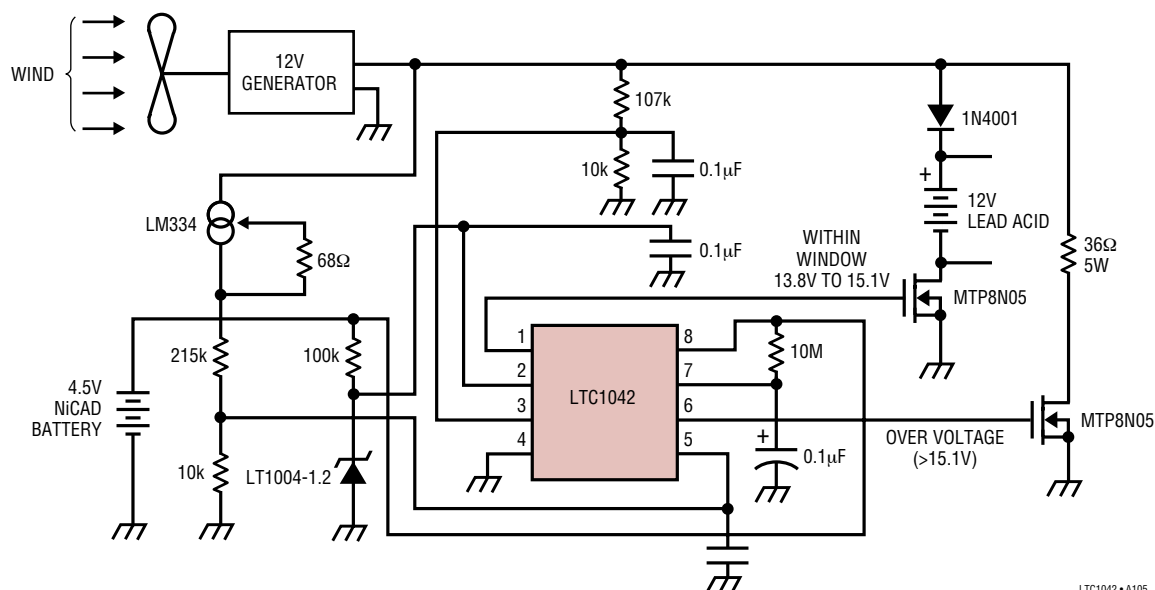 WIND
12V
GENERATOR
107k
10k
0.1µF
1N4001
+
12V
LEAD ACID
LM334
68Ω
0.1µF
WITHIN
WINDOW
13.8V TO 15.1V
MTP8N05
36Ω
5W
215k
100k
4.5V
NiCAD
BATTERY
10k
LT1004-1.2
1
2
3
4
LTC1042
8
7
6
5
10M
+
0.1µF
OVER VOLTAGE
(>15.1V)
MTP8N05
LTC1042 • A105